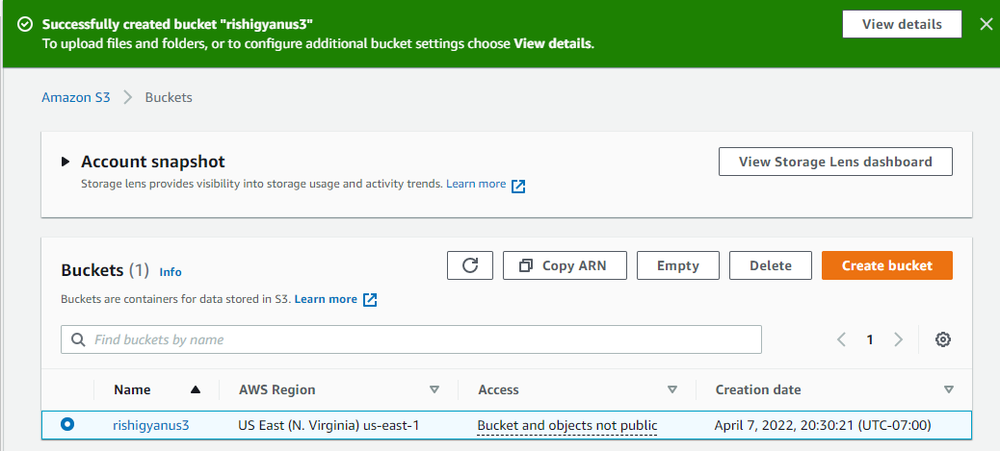 Successfully created bucket "rishigyanus3"
To upload files and folders, or to configure additional bucket settings choose View details.
View details
Amazon S3 Buckets
Account snapshot
Storage lens provides visibility into storage usage and activity trends. Learn more
View Storage Lens dashboard
Buckets (1) Info
Copy ARN Empty Delete Create bucket
Buckets are containers for data stored in S3. Learn more
Find buckets by name
1
Name AWS Region Access Creation date
rishigyanus3 US East (N. Virginia) us-east-1 Bucket and objects not public April 7, 2022, 20:30:21 (UTC-07:00)